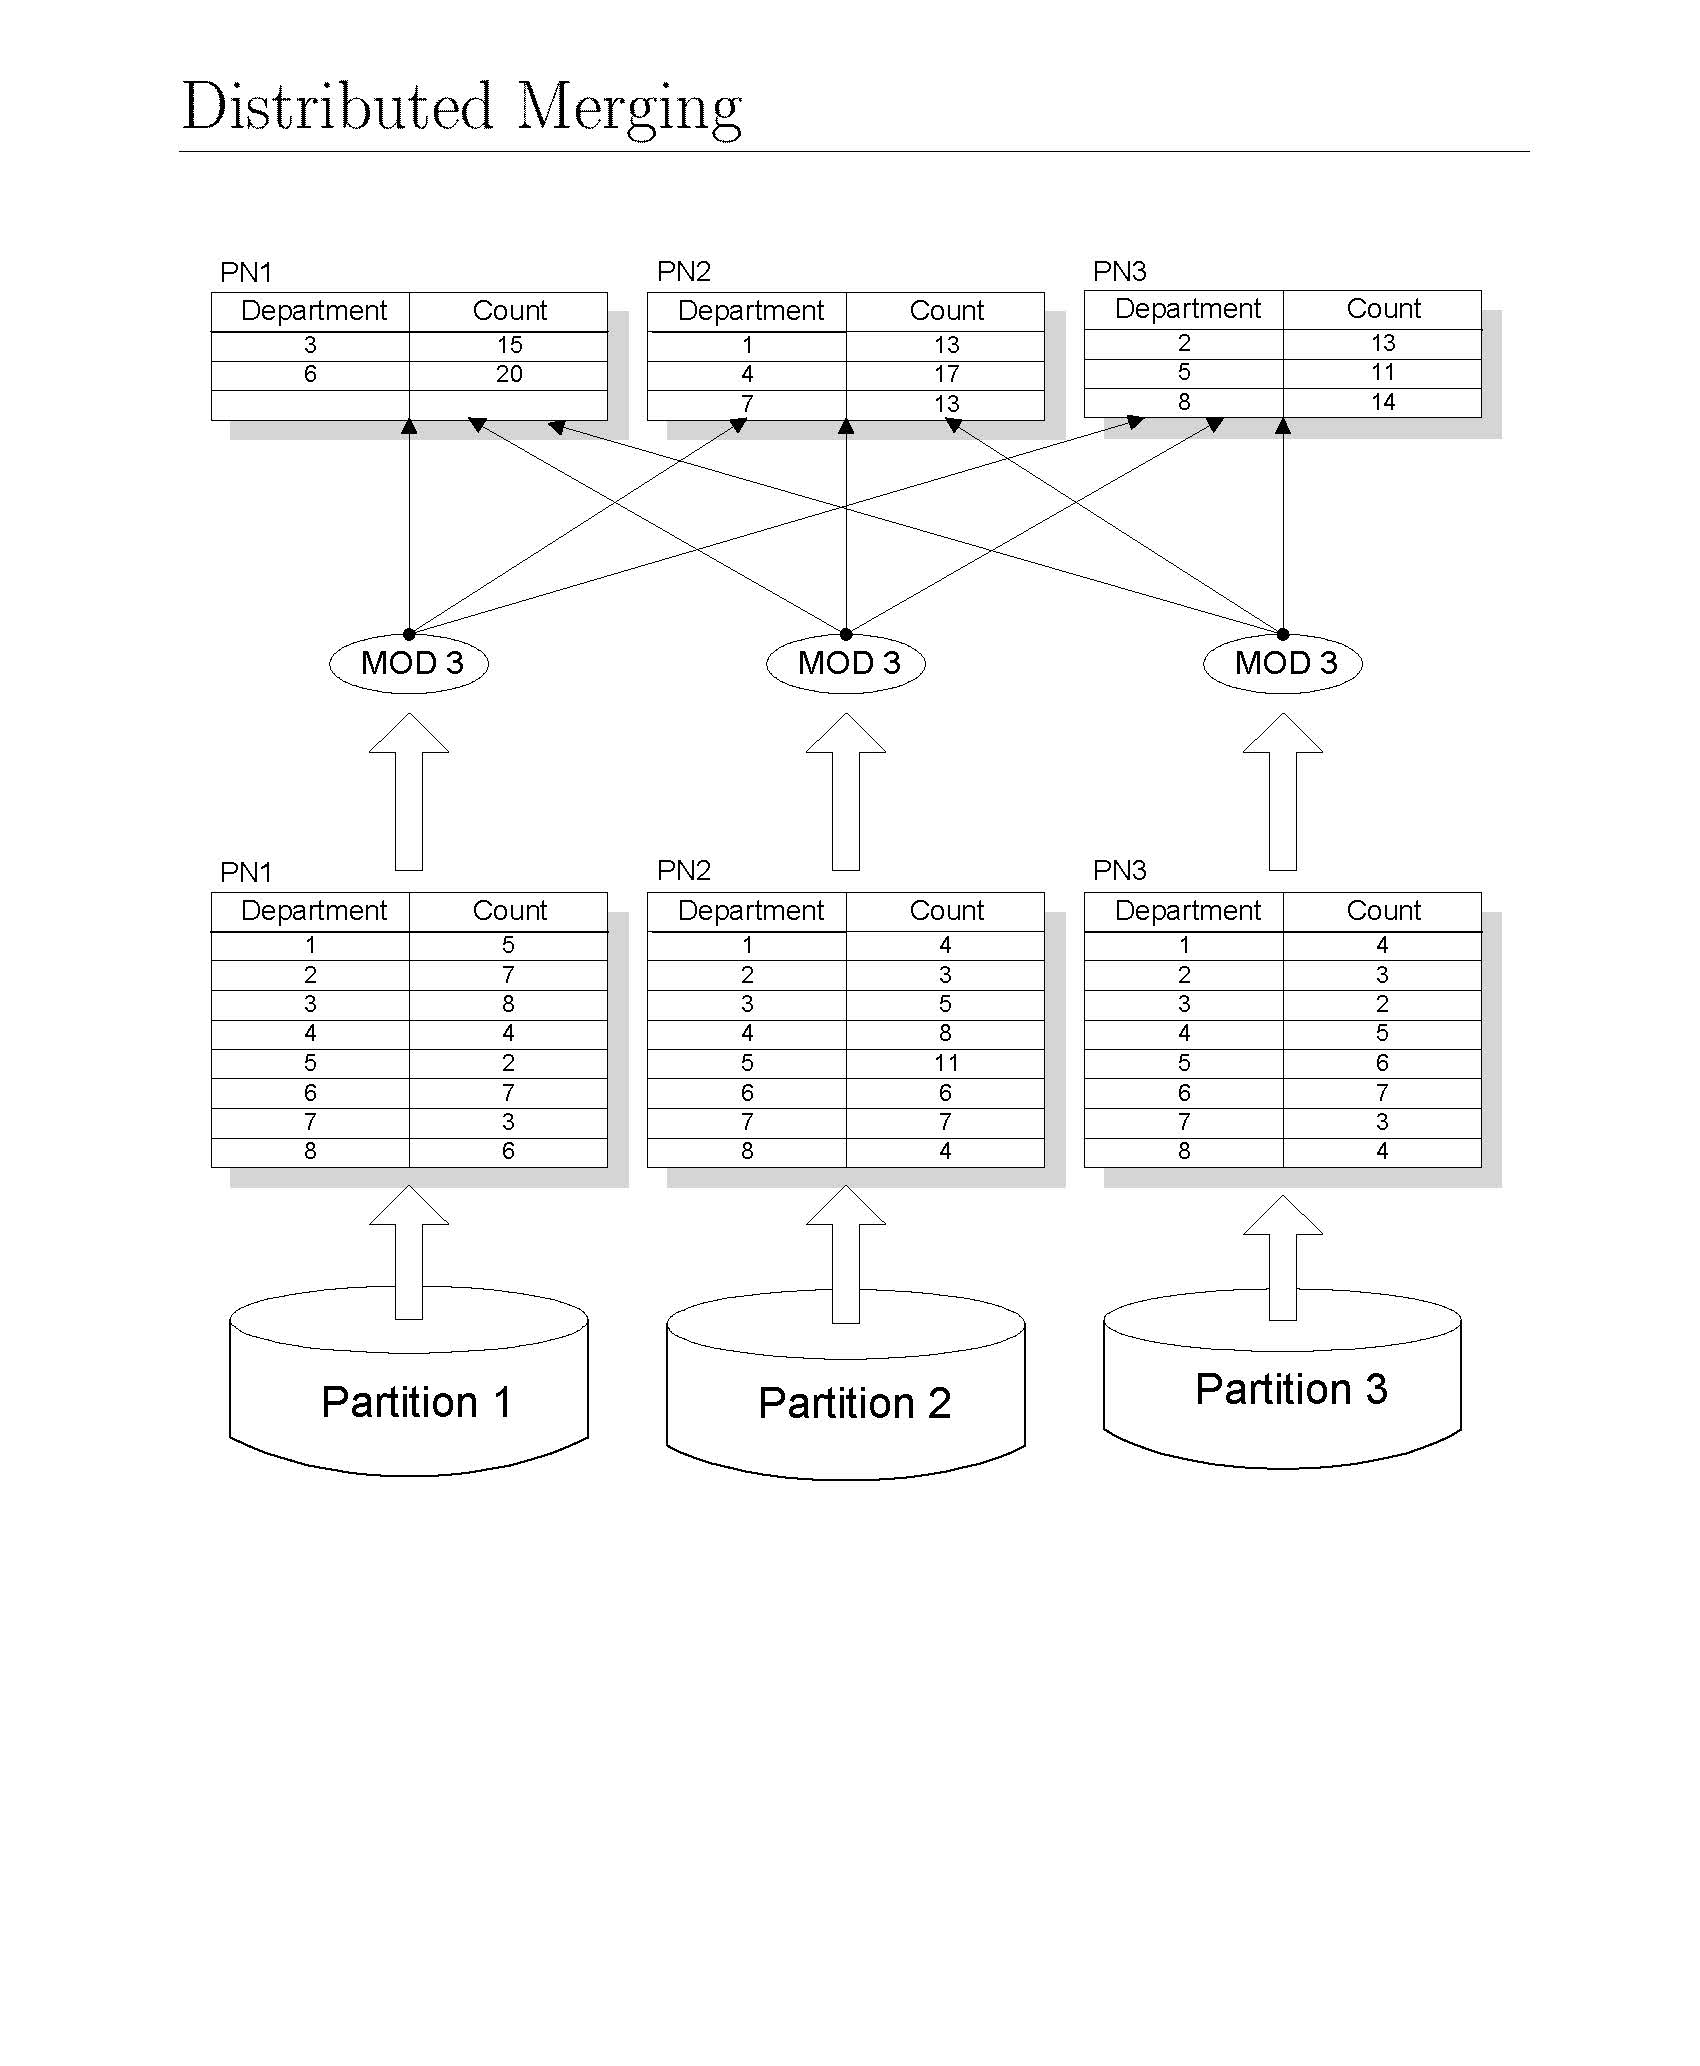 Distributed Merging
PN1 PN2 PN3
Department Count Department Count Department Count
3 15 1 13 2 13
6 20 4 17 5 11
7 13 8 14
MOD 3 MOD 3 MOD 3
PN1 PN2 PN3
Department Count Department Count Department Count
1 5 1 4 1 4
2 7 2 3 2 3
3 8 3 5 3 2
4 4 4 8 4 5
5 2 5 11 5 6
6 7 6 6 6 7
7 3 7 7 7 3
8 6 8 4 8 4
Partition 1 Partition 2 Partition 3